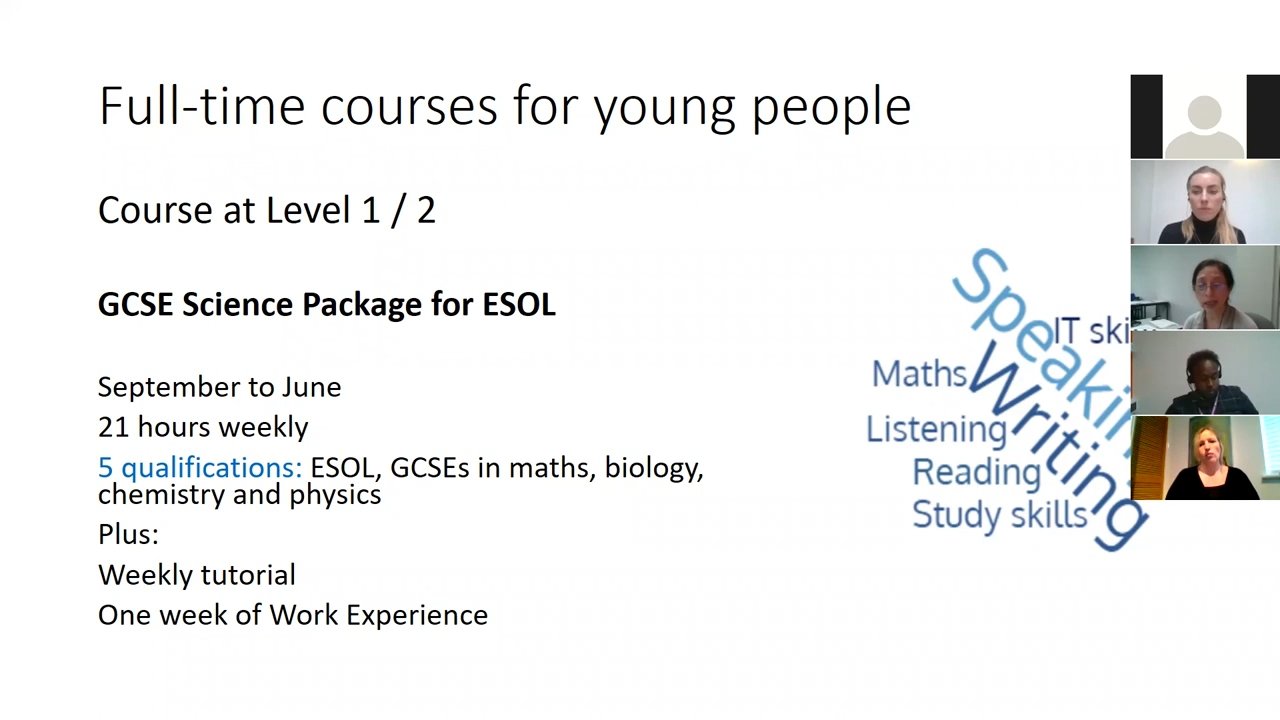 Full-time courses for young people
Course at Level 1 / 2
GCSE Science Package for ESOL
September to June
21 hours weekly
5 qualifications: ESOL, GCSEs in maths, biology,
chemistry and physics
Plus:
Weekly tutorial
One week of Work Experience
Speakin
IT ski
Maths
Writing
Listening
Reading
Study skills